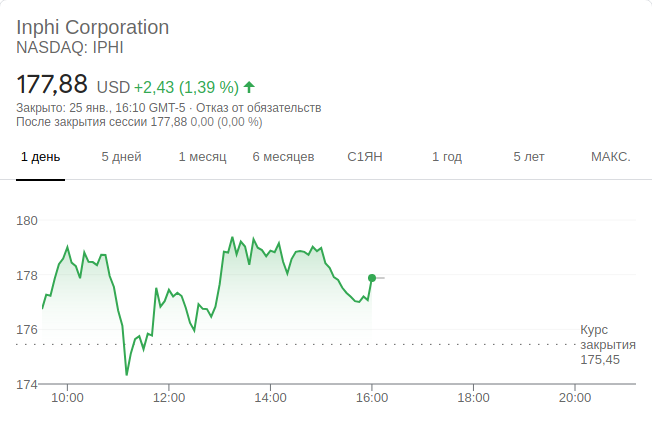 Inphi Corporation
NASDAQ: IPHI
177,88 USD +2,43 (1,39 %)
Закрыто: 25 янв., 16:10 GMT-5 · Отказ от обязательств
После закрытия сессии 177,88 0,00 (0,00 %)
1 день 5 дней 1 месяц 6 месяцев С1ЯН 1 год 5 лет МАКС.
180
178
176
Курс
закрытия
175,45
174
10:00 12:00 14:00 16:00 18:00 20:00